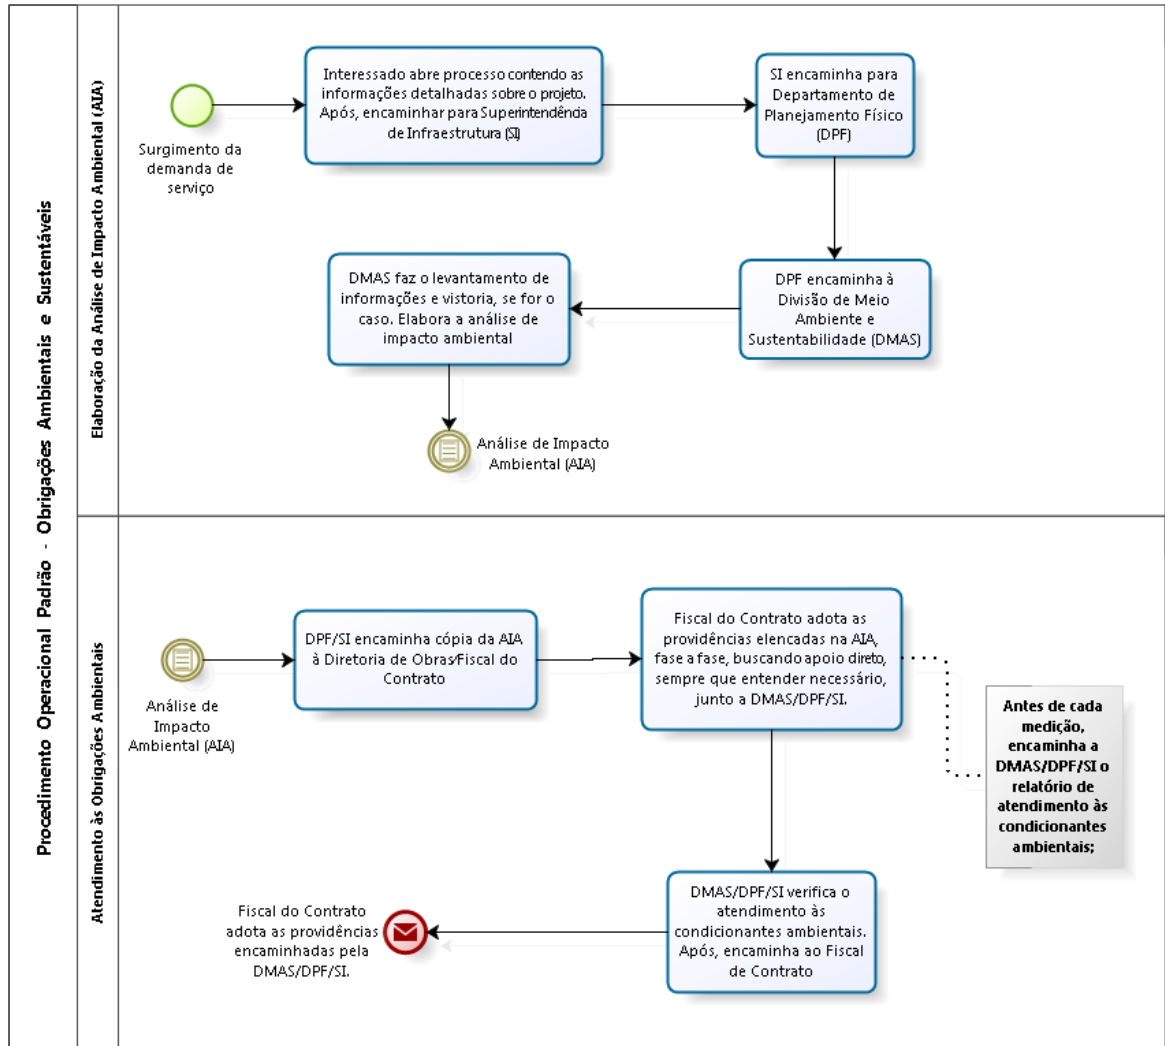 Procedimento Operacional Padrão - Obrigações Ambientais e Sustentáveis
Elaboração da Análise de Impacto Ambiental (AIA)
Surgimento da
demanda de
serviço
Interessado abre processo contendo as
informações detalhadas sobre o projeto.
Após, encaminhar para Superintendência
de Infraestrutura (SI)
SI encaminha para
Departamento de
Planejamento Físico
(DPF)
DPF encaminha à
Divisão de Meio
Ambiente e
Sustentabilidade (DMAS)
DMAS faz o levantamento de
informações e vistoria, se for o
caso. Elabora a análise de
impacto ambiental
Análise de Impacto
Ambiental (AIA)
Atendimento às Obrigações Ambientais
Análise de
Impacto
Ambiental (AIA)
DPF/SI encaminha cópia da AIA
à Diretoria de Obras/Fiscal do
Contrato
Fiscal do Contrato adota as
providências elencadas na AIA,
fase a fase, buscando apoio direto,
sempre que entender necessário,
junto a DMAS/DPF/SI.
Antes de cada
medição,
encaminha a
DMAS/DPF/SI o
relatório de
atendimento às
condicionantes
ambientais;
DMAS/DPF/SI verifica o
atendimento às
condicionantes ambientais.
Após, encaminha ao Fiscal
de Contrato
Fiscal do Contrato
adota as providências
encaminhadas pela
DMAS/DPF/SI.